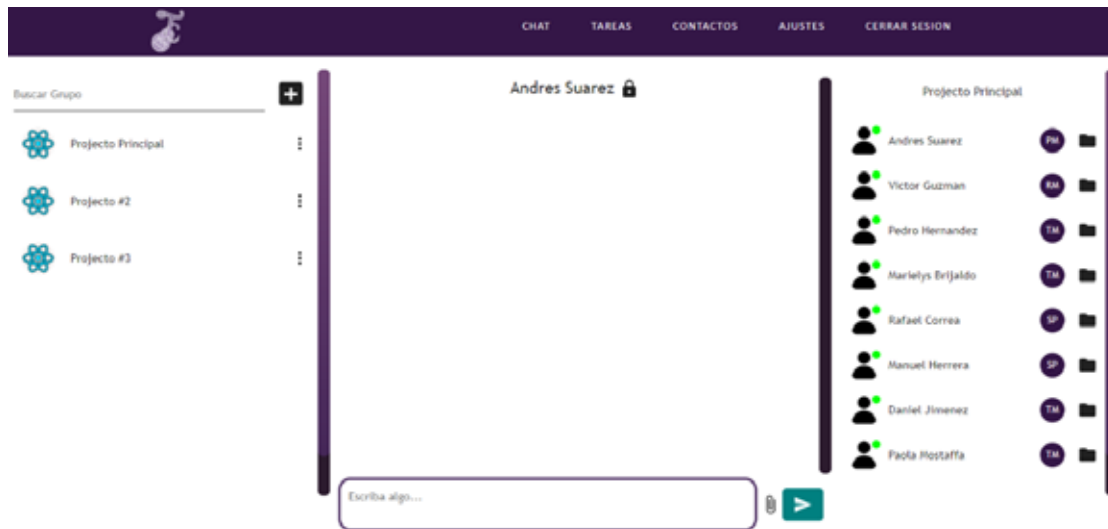 CHAT TAREAS CONTACTOS AJUSTES CERRAR SESION
Buscar Grupo
Projecto Principal
Projecto #2
Projecto #3
Andres Suarez
Escriba algo...
Projecto Principal
Andres Suarez PM
Victor Guzman RM
Pedro Hernandez TM
Marielys Brijaldo TM
Rafael Correa SP
Manuel Herrera SP
Daniel Jimenez TM
Paola Mostaffa TM